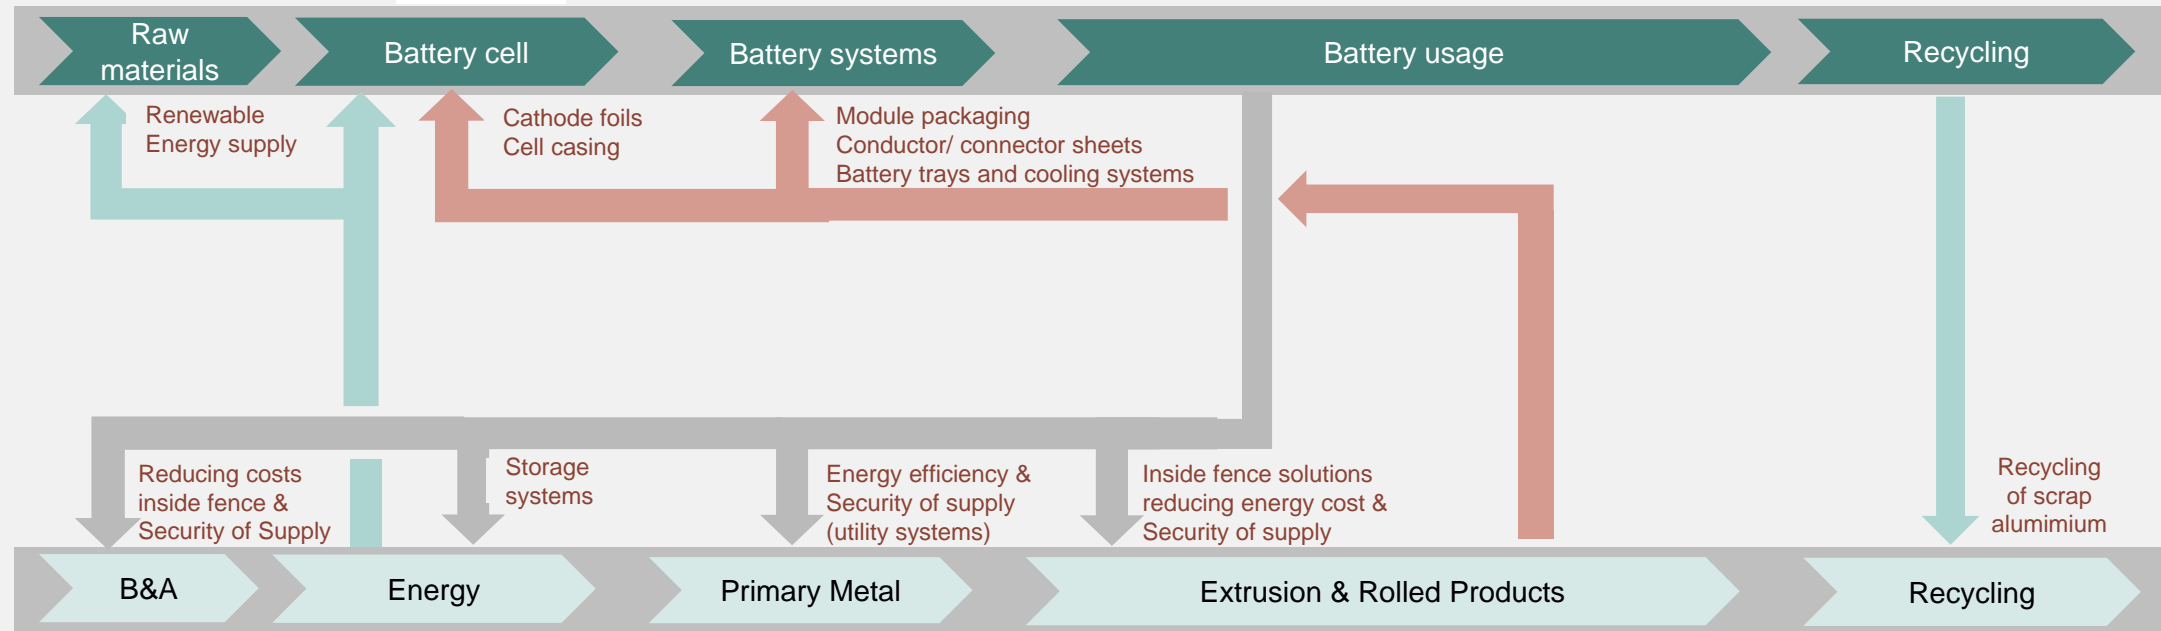 Raw
materials
Battery cell
Battery systems
Battery usage
Recycling
Renewable
Energy supply
Cathode foils
Cell casing
Module packaging
Conductor/ connector sheets
Battery trays and cooling systems
Reducing costs
inside fence &
Security of Supply
Storage
systems
Energy efficiency &
Security of supply
(utility systems)
Inside fence solutions
reducing energy cost &
Security of supply
Recycling
of scrap
alumimium
B&A
Energy
Primary Metal
Extrusion & Rolled Products
Recycling